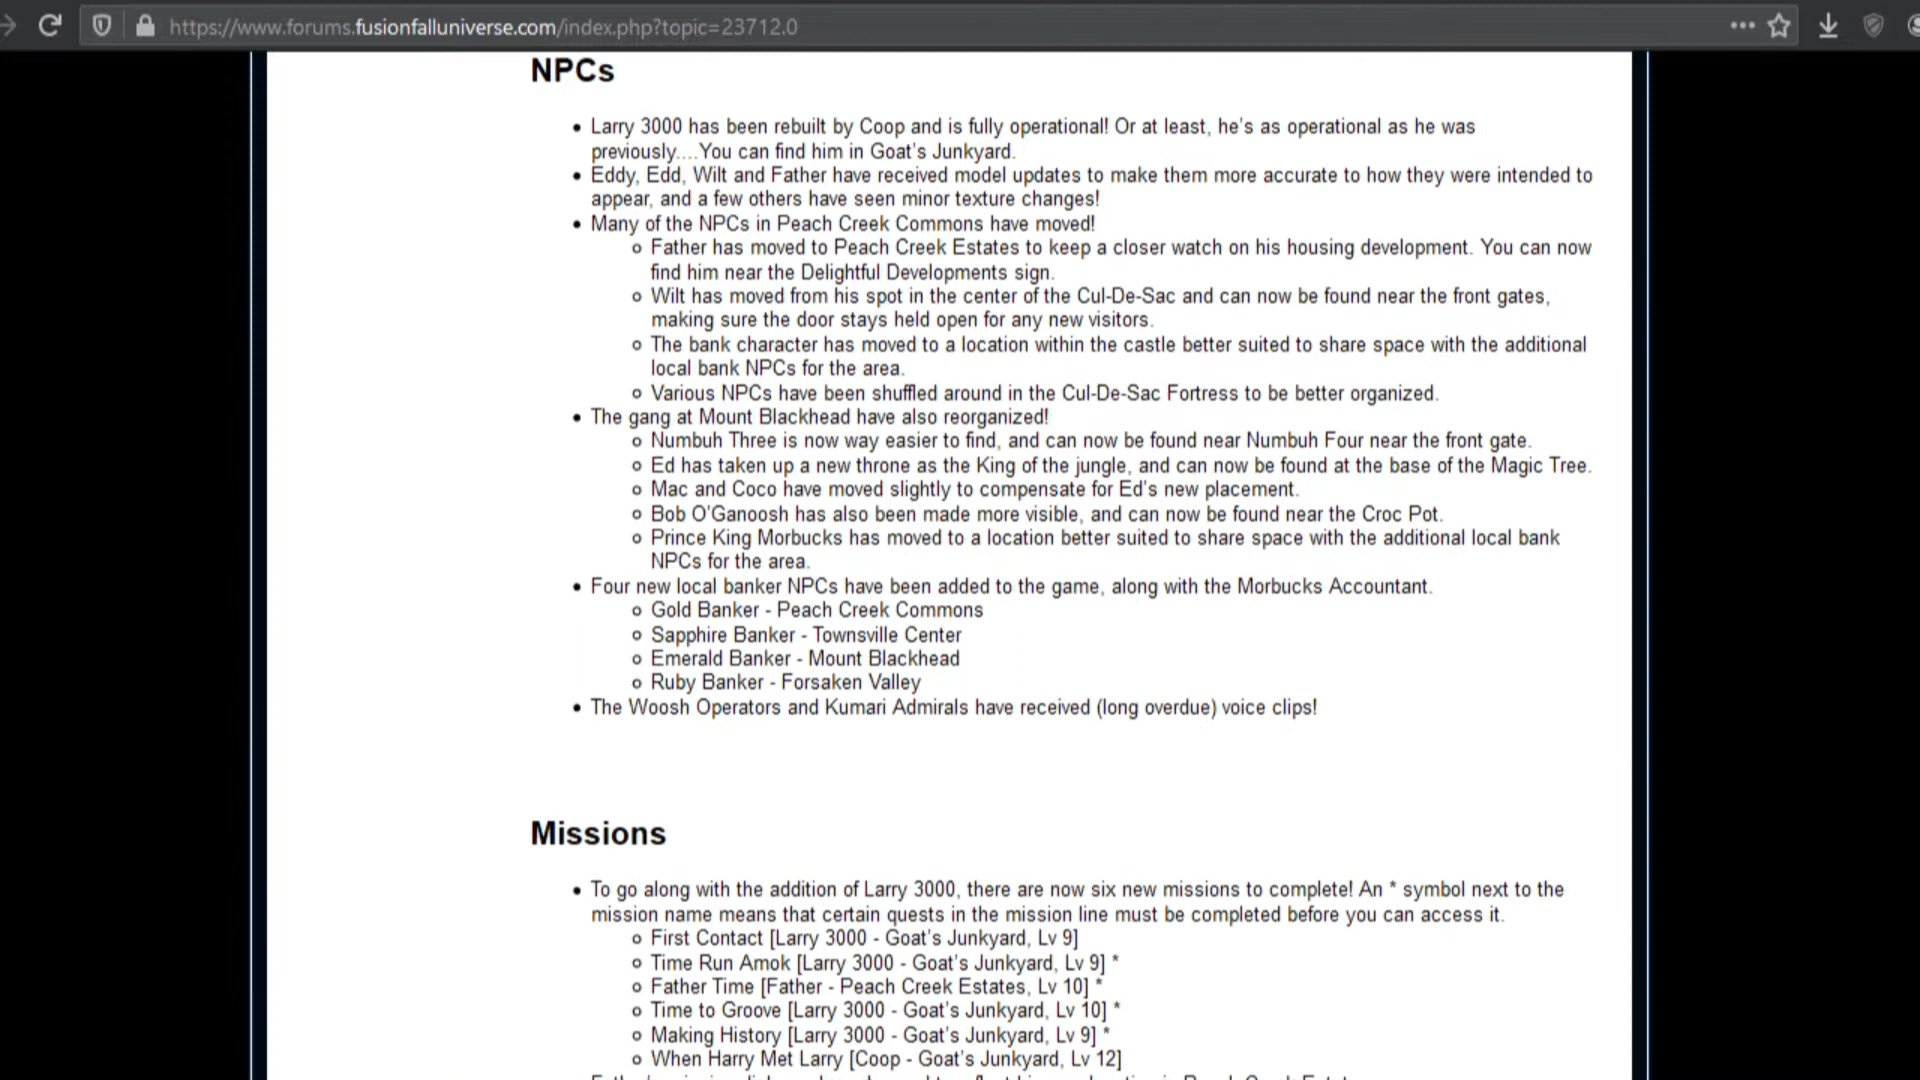 https://www.forums.fusionfalluniverse.com/index.php?topic=23712.0
NPCs
• Larry 3000 has been rebuilt by Coop and is fully operational! Or at least, he's as operational as he was
previously....You can find him in Goat's Junkyard.
• Eddy, Edd, Wilt and Father have received model updates to make them more accurate to how they were intended to
appear, and a few others have seen minor texture changes!
• Many of the NPCs in Peach Creek Commons have moved!
o Father has moved to Peach Creek Estates to keep a closer watch on his housing development. You can now
find him near the Delightful Developments sign.
o Wilt has moved from his spot in the center of the Cul-De-Sac and can now be found near the front gates,
making sure the door stays held open for any new visitors.
o The bank character has moved to a location within the castle better suited to share space with the additional
local bank NPCs for the area.
o Various NPCs have been shuffled around in the Cul-De-Sac Fortress to be better organized.
• The gang at Mount Blackhead have also reorganized!
o Numbuh Three is now way easier to find, and can now be found near Numbuh Four near the front gate.
o Ed has taken up a new throne as the King of the jungle, and can now be found at the base of the Magic Tree.
o Mac and Coco have moved slightly to compensate for Ed's new placement.
o Bob O'Ganoosh has also been made more visible, and can now be found near the Croc Pot.
o Prince King Morbucks has moved to a location better suited to share space with the additional local bank
NPCs for the area.
• Four new local banker NPCs have been added to the game, along with the Morbucks Accountant.
o Gold Banker - Peach Creek Commons
o Sapphire Banker - Townsville Center
o Emerald Banker - Mount Blackhead
o Ruby Banker - Forsaken Valley
• The Woosh Operators and Kumari Admirals have received (long overdue) voice clips!
Missions
• To go along with the addition of Larry 3000, there are now six new missions to complete! An * symbol next to the
mission name means that certain quests in the mission line must be completed before you can access it.
o First Contact [Larry 3000 - Goat's Junkyard, Lv 9]
o Time Run Amok [Larry 3000 - Goat's Junkyard, Lv 9] *
o Father Time [Father - Peach Creek Estates, Lv 10] *
o Time to Groove [Larry 3000 - Goat's Junkyard, Lv 10] *
o Making History [Larry 3000 - Goat's Junkyard, Lv 9] *
o When Harry Met Larry [Coop - Goat's Junkyard, Lv 12]